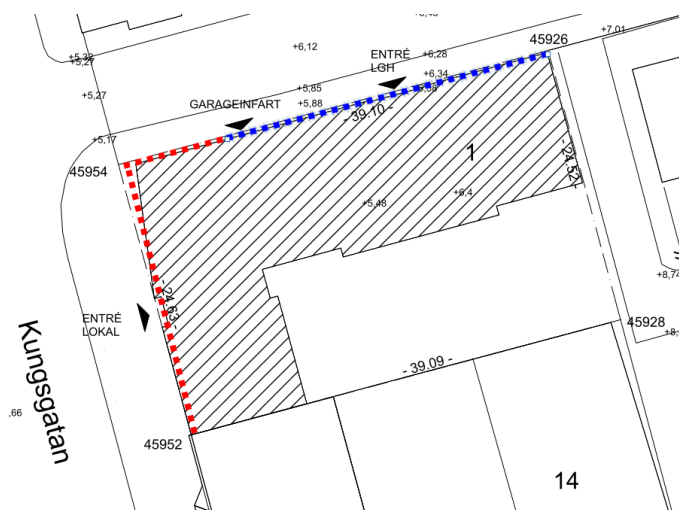 +7,01
45926
+6,12
ENTRÉ
LGH
+6,28
+5,27
+6,34
+5,27
+5,85
GARAGEINFART
+5,88
- 39.10 -
+5,17
1
- 24.52 -
45954
+5,48
+6,4
+8,74
- 24.63 -
ENTRÉ
LOKAL
45928
Kungsgatan
- 39.09 -
,66
45952
14